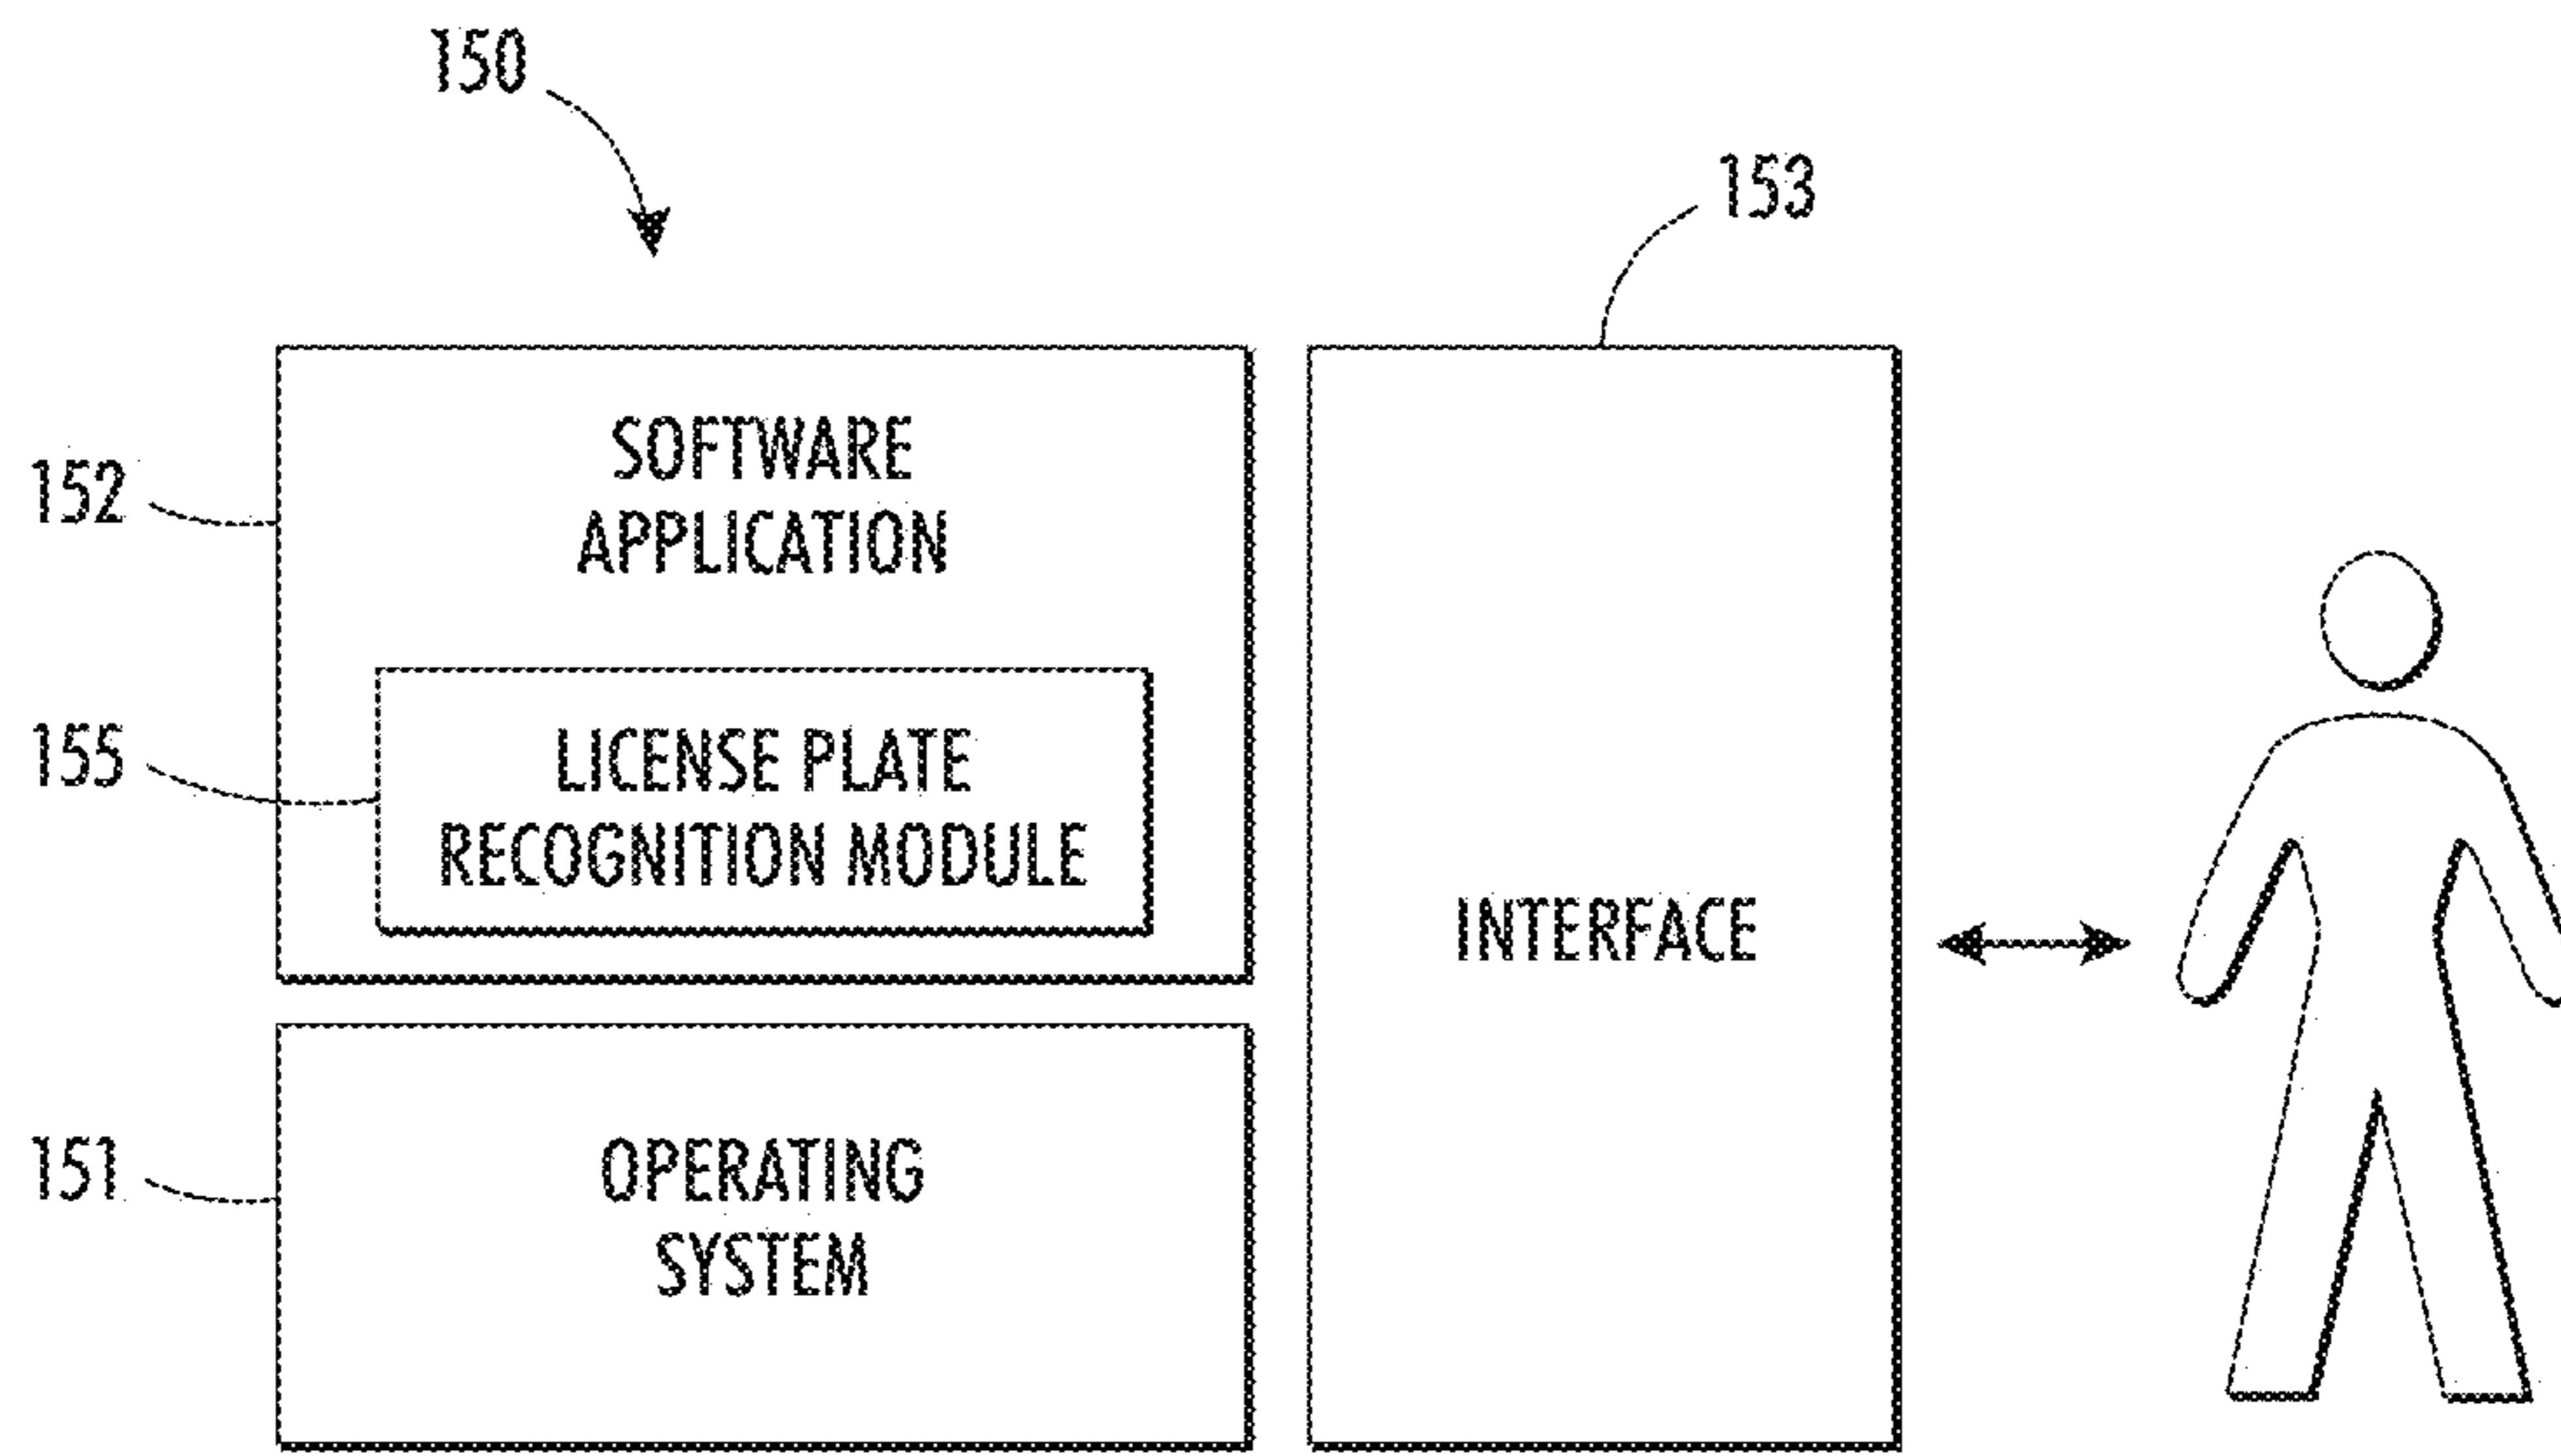 150
153
152
SOFTWARE
APPLICATION
155
LICENSE PLATE
RECOGNITION MODULE
INTERFACE
151
OPERATING
SYSTEM